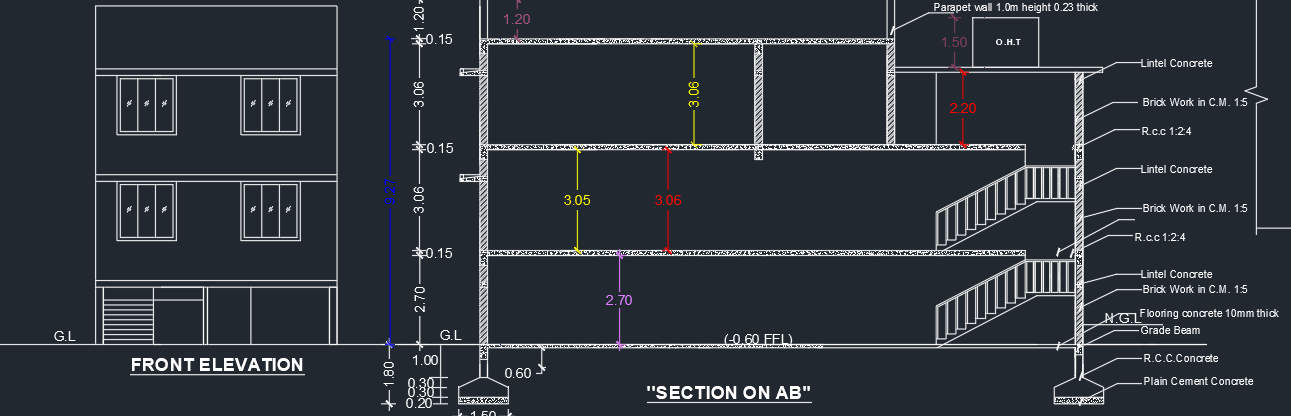 Parapet wall 1.0m height 0.23 thick
1.20
1.20
0.15
1.50
O.H.T
Lintel Concrete
3.06
3.06
2.20
Brick Work in C.M. 1:5
R.c.c 1:2:4
0.15
Lintel Concrete
3.06
3.05
3.06
Brick Work in C.M. 1:5
R.c.c 1:2:4
0.15
Lintel Concrete
Brick Work in C.M. 1:5
2.70
2.70
Flooring concrete 10mm thick
N.G.L
Grade Beam
G.L
G.L
(-0.60 FFL)
FRONT ELEVATION
1.00
1.80
0.60
R.C.C.Concrete
0.30
0.30
0.20
Plain Cement Concrete
"SECTION ON AB"
1.50